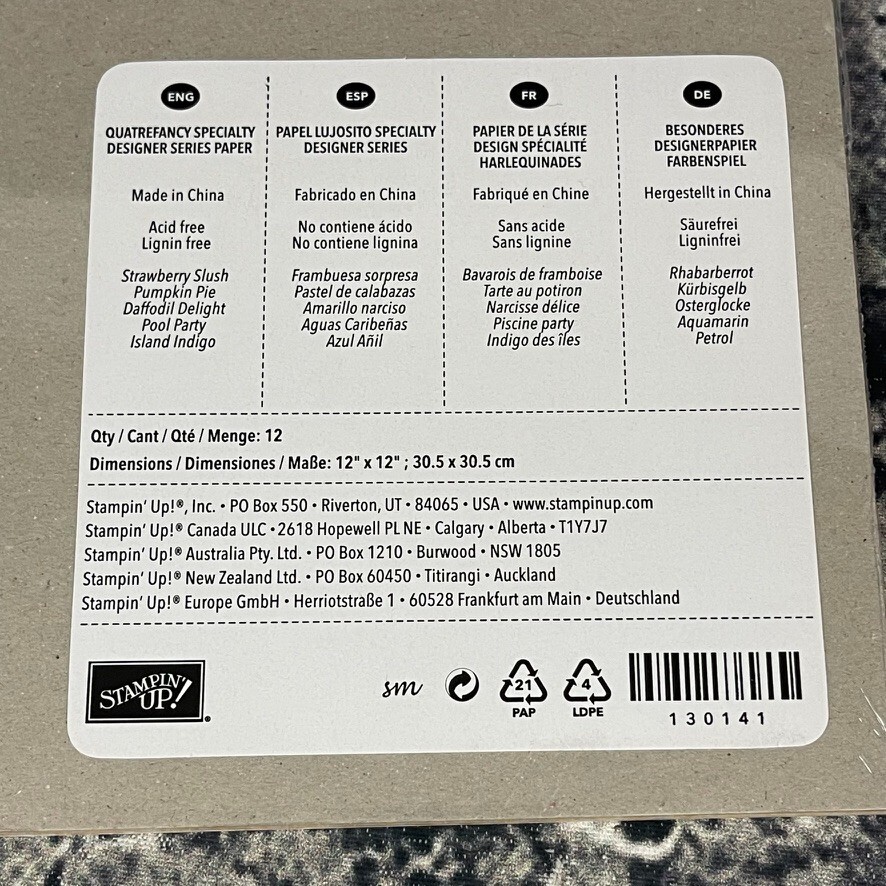 ENG
QUATREFANCY SPECIALTY
DESIGNER SERIES PAPER
Made in China
Acid free
Lignin free
Strawberry Slush
Pumpkin Pie
Daffodil Delight
Pool Party
Island Indigo
ESP
PAPEL LUJOSITO SPECIALTY
DESIGNER SERIES
Fabricado en China
No contiene ácido
No contiene lignina
Frambuesa sorpresa
Pastel de calabazas
Amarillo narciso
Aguas Caribeñas
Azul Añil
FR
PAPIER DE LA SÉRIE
DESIGN SPÉCIALITÉ
HARLEQUINADES
Fabriqué en Chine
Sans acide
Sans lignine
Bavarois de framboise
Tarte au potiron
Narcisse délice
Piscine party
Indigo des îles
DE
BESONDERES
DESIGNERPAPIER
FARBENSPIEL
Hergestellt in China
Säurefrei
Ligninfrei
Rhabarberrot
Kürbisgelb
Osterglocke
Aquamarin
Petrol
Qty / Cant / Qté / Menge: 12
Dimensions / Dimensiones / Maße: 12" x 12" ; 30.5 x 30.5 cm
Stampin' Up!®, Inc. • PO Box 550 • Riverton, UT • 84065 • USA • www.stampinup.com
Stampin' Up!® Canada ULC • 2618 Hopewell PL NE • Calgary • Alberta • T1Y7J7
Stampin' Up!® Australia Pty. Ltd. • PO Box 1210 • Burwood • NSW 1805
Stampin' Up!® New Zealand Ltd. • PO Box 60450 • Titirangi • Auckland
Stampin' Up!® Europe GmbH • Herriotstraße 1 • 60528 Frankfurt am Main • Deutschland
STAMPIN' UP!®
sm
21
PAP
4
LDPE
130141